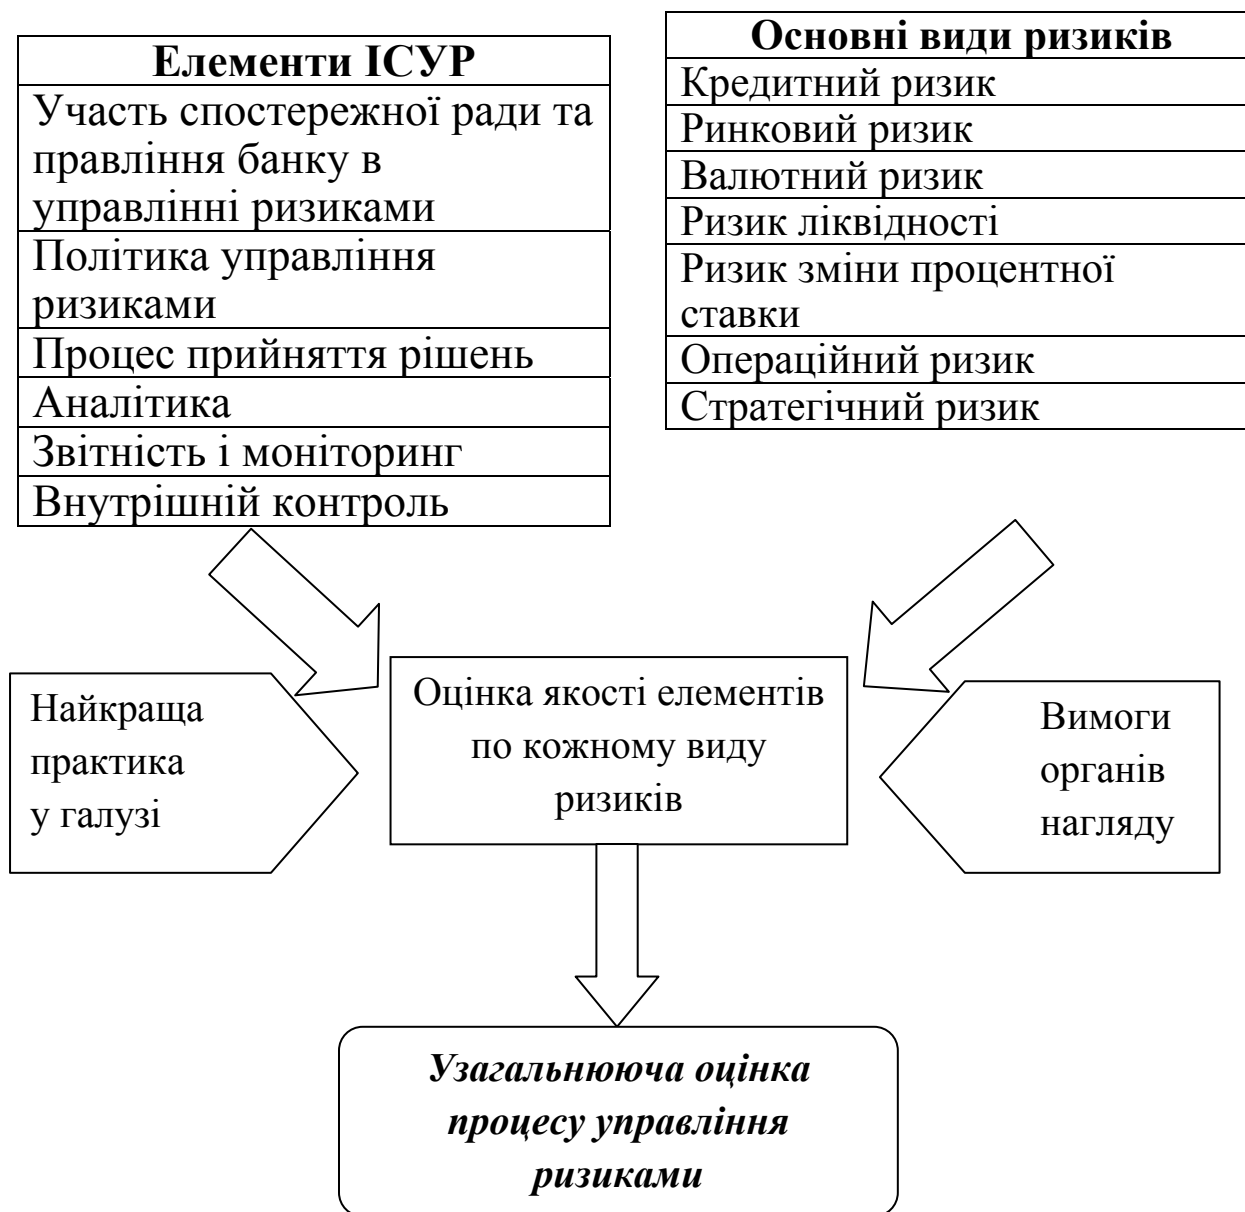 Елементи ІСУР
Участь спостережної ради та
правління банку в
управлінні ризиками
Політика управління
ризиками
Процес прийняття рішень
Аналітика
Звітність і моніторинг
Внутрішній контроль
Основні види ризиків
Кредитний ризик
Ринковий ризик
Валютний ризик
Ризик ліквідності
Ризик зміни процентної
ставки
Операційний ризик
Стратегічний ризик
Найкраща
практика
у галузі
Оцінка якості елементів
по кожному виду
ризиків
Вимоги
органів
нагляду
Узагальнююча оцінка
процесу управління
ризиками